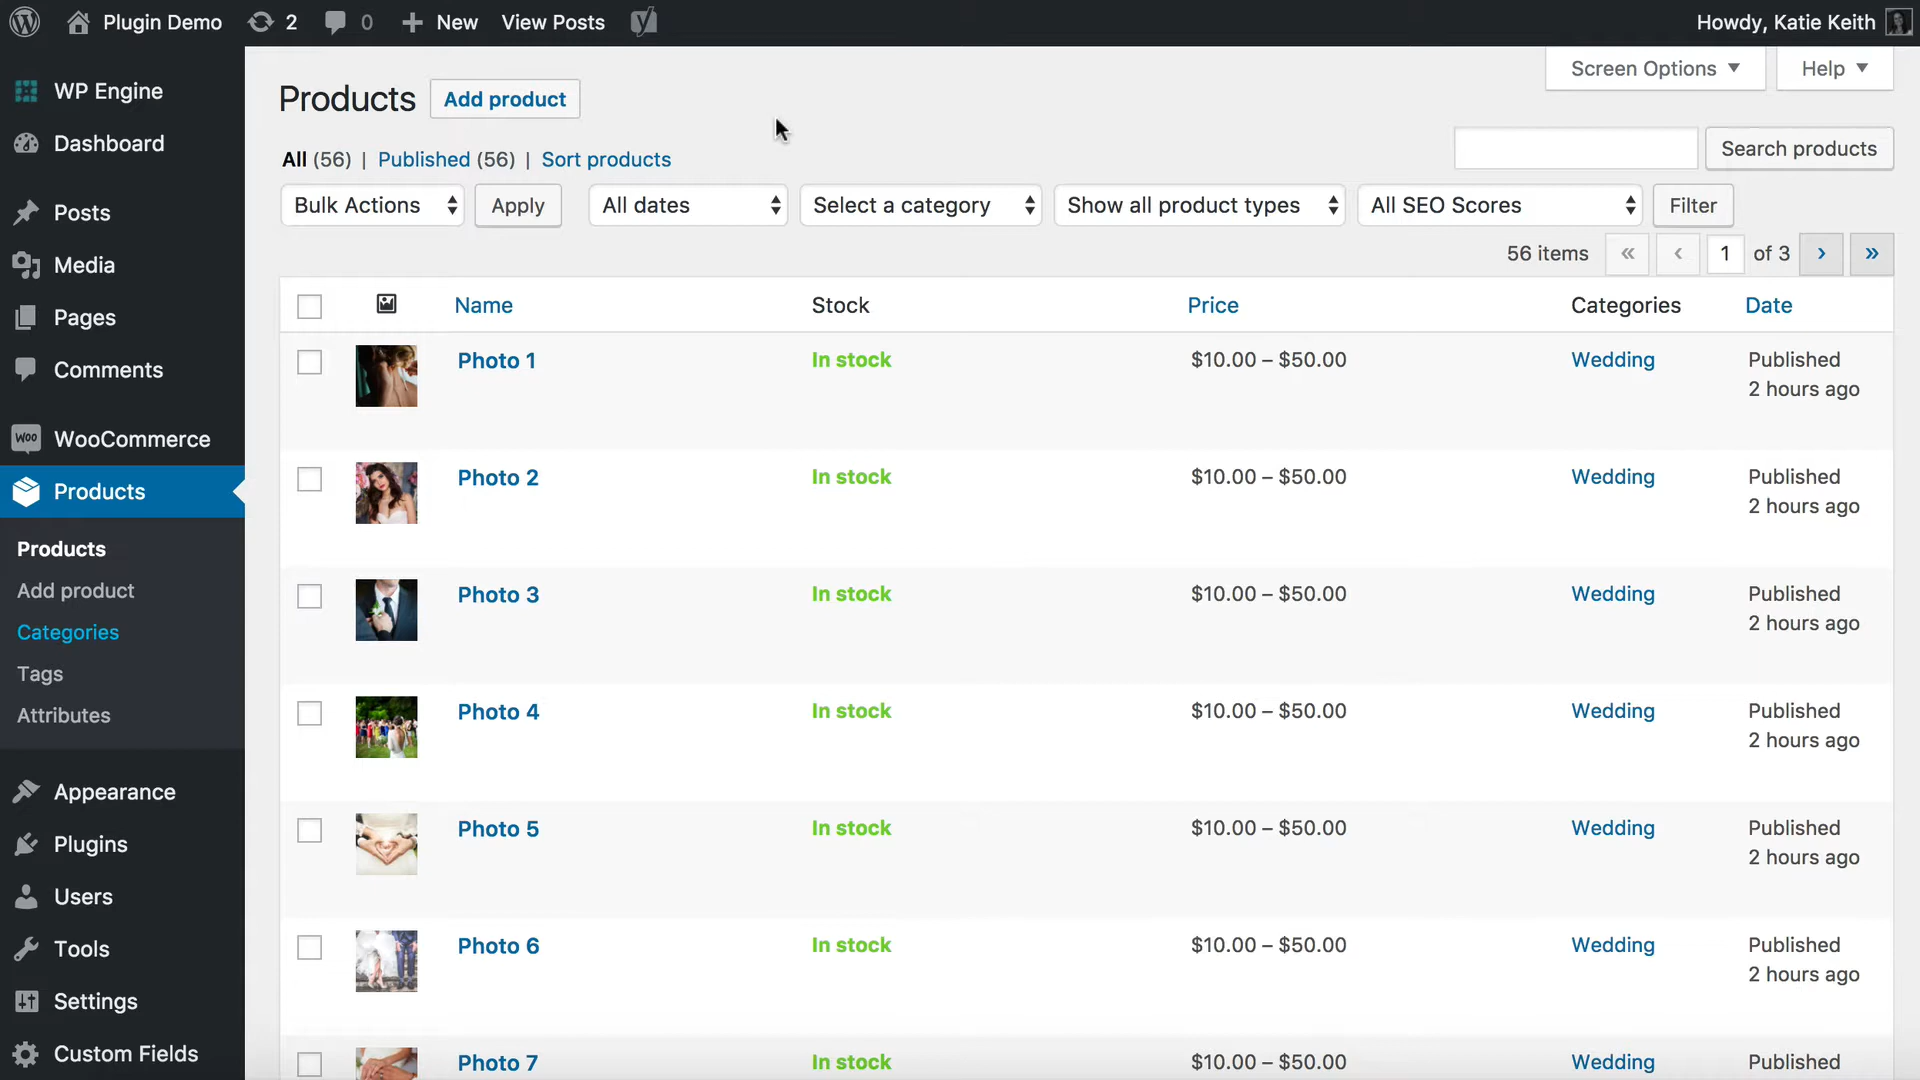 Plugin Demo 2 0 New View Posts Howdy, Katie Keith
WP Engine
Dashboard
Posts
Media
Pages
Comments
WooCommerce
Products
Products
Add product
Categories
Tags
Attributes
Appearance
Plugins
Users
Tools
Settings
Custom Fields
Screen Options Help
Products Add product
All (56) | Published (56) | Sort products
Search products
Bulk Actions Apply All dates Select a category Show all product types All SEO Scores Filter
56 items « ‹ 1 of 3 › »
Name Stock Price Categories Date
Photo 1 In stock $10.00 – $50.00 Wedding Published
2 hours ago
Photo 2 In stock $10.00 – $50.00 Wedding Published
2 hours ago
Photo 3 In stock $10.00 – $50.00 Wedding Published
2 hours ago
Photo 4 In stock $10.00 – $50.00 Wedding Published
2 hours ago
Photo 5 In stock $10.00 – $50.00 Wedding Published
2 hours ago
Photo 6 In stock $10.00 – $50.00 Wedding Published
2 hours ago
Photo 7 In stock $10.00 – $50.00 Wedding Published